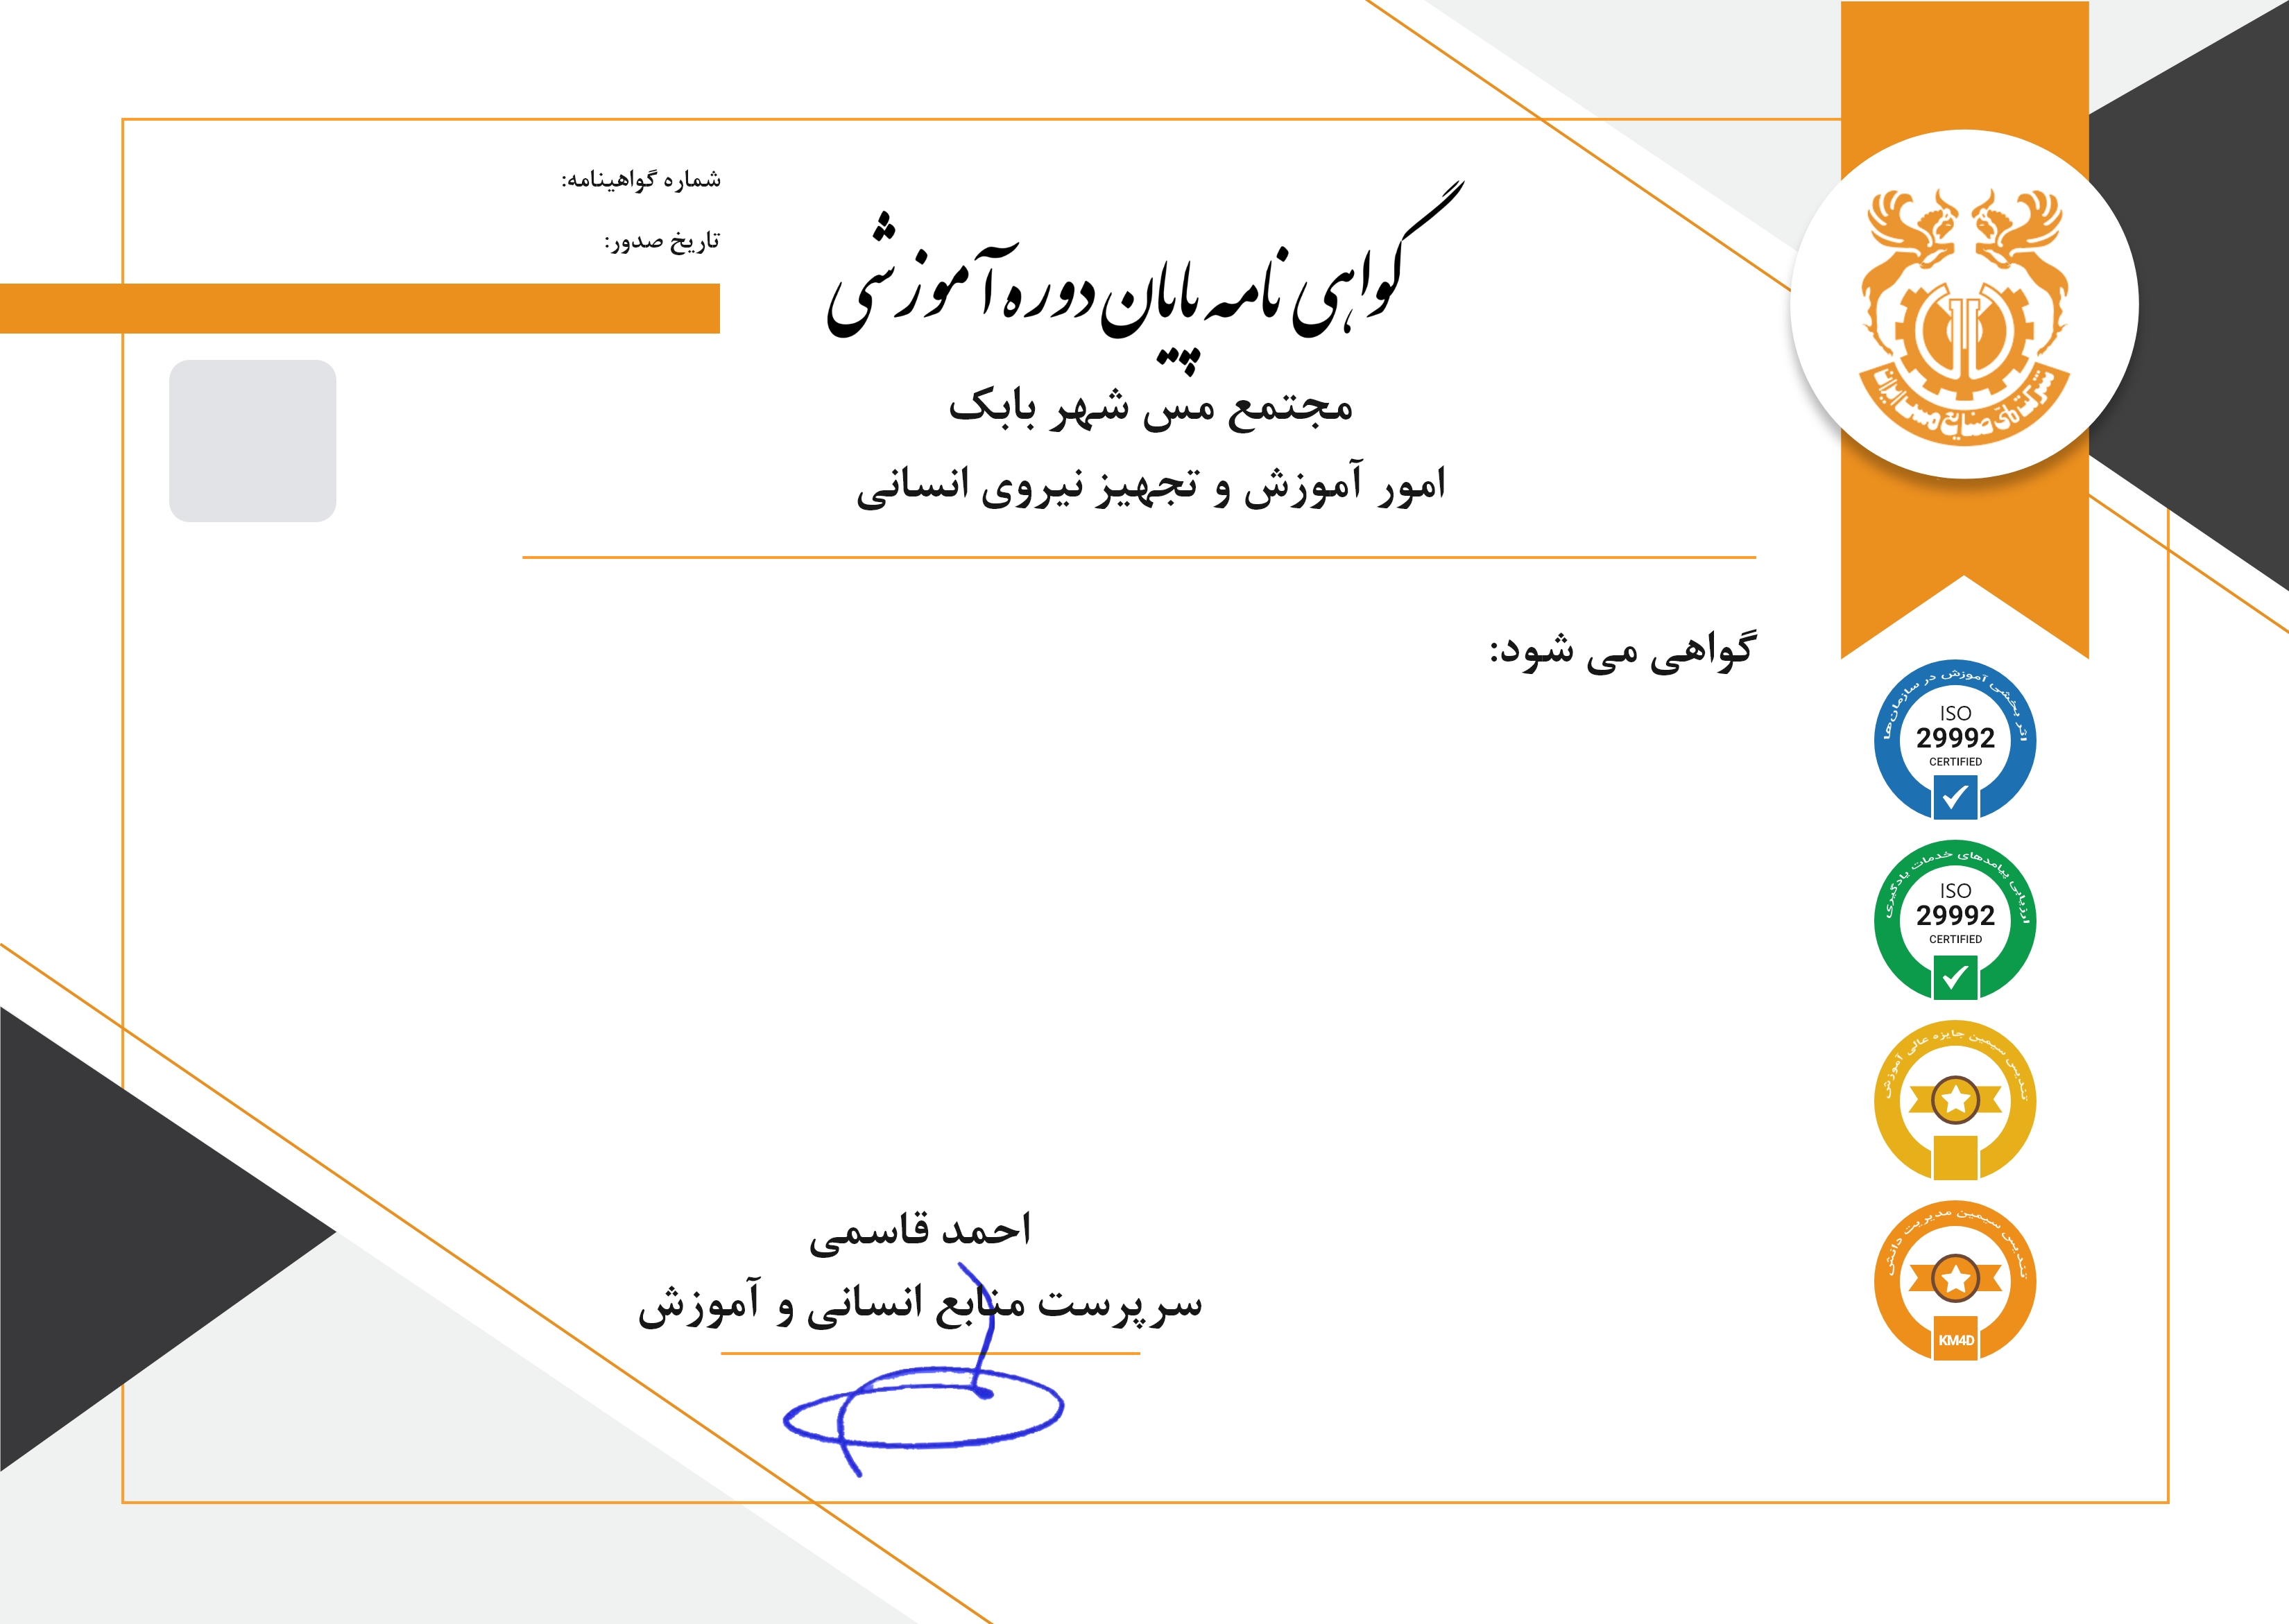 شماره گواهینامه:
تاریخ صدور:
گواهی نامه پایان دوره آموزشی
مجتمع مس شهر بابک
امور آموزش و تجهیز نیروی انسانی
شرکت ملی صنایع مس ایران
گواهی می شود:
اثر بخشی آموزش در سازمان‌ها
ISO
29992
CERTIFIED
ارزیابی پیامدهای خدمات یادگیری
ISO
29992
CERTIFIED
تندیس سیمین جایزه عالی آموزش
تندیس سیمین مدیریت دانش
KM4D
احمد قاسمی
سرپرست منابع انسانی و آموزش